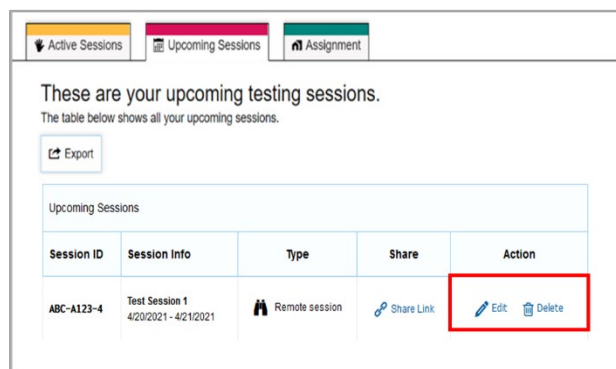 Active Sessions
Upcoming Sessions
Assignment
These are your upcoming testing sessions.
The table below shows all your upcoming sessions.
Export
Upcoming Sessions
Session ID Session Info Type Share Action
ABC-A123-4 Test Session 1 Remote session Share Link Edit Delete
4/20/2021 - 4/21/2021